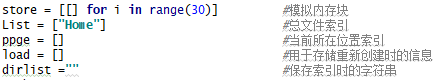 store = [[] for i in range(30)] #模拟内存块
List = ["Home"] #总文件索引
ppge = [] #当前所在位置索引
load = [] #用于存储重新创建时的信息
dirlist ="" #保存索引时的字符串